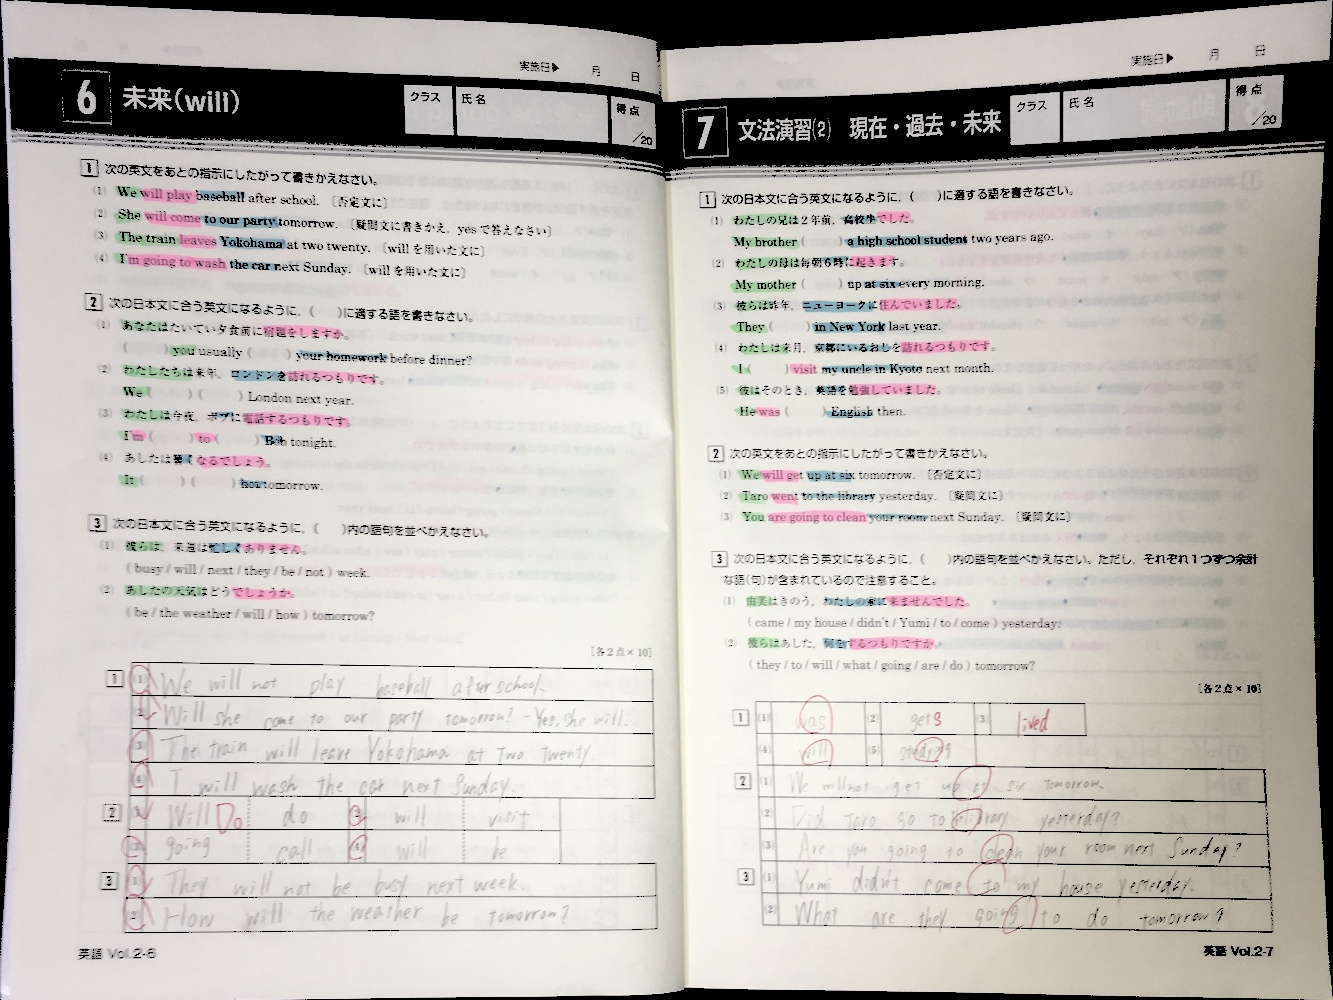 実施日▶ 月 日
6 未来(will)
クラス 氏名 得点 /20
1 次の英文をあとの指示にしたがって書きかえなさい。
(1) We will play baseball after school. 〔否定文に〕
(2) She will come to our party tomorrow. 〔疑問文に書きかえ, yesで答えなさい〕
(3) The train leaves Yokohama at two twenty. 〔willを用いた文に〕
(4) I'm going to wash the car next Sunday. 〔willを用いた文に〕
2 次の日本文に合う英文になるように, ( )に適する語を書きなさい。
(1) あなたはたいてい夕食前に宿題をしますか。
( ) you usually ( ) your homework before dinner?
(2) わたしたちは来年, ロンドンを訪れるつもりです。
We ( ) ( ) London next year.
(3) わたしは今夜, ボブに電話するつもりです。
I'm ( ) to ( ) Bob tonight.
(4) あしたは暑くなるでしょう。
It ( ) ( ) hot tomorrow.
3 次の日本文に合う英文になるように, ( )内の語句を並べかえなさい。
(1) 彼らは, 来週は忙しくありません。
( busy / will / next / they / be / not ) week.
(2) あしたの天気はどうでしょうか。
( be / the weather / will / how ) tomorrow?
[各2点×10]
1 (1) We will not play baseball after school.
(2) Will she come to our party tomorrow? - Yes, she will.
(3) The train will leave Yokohama at two twenty.
(4) I will wash the car next Sunday.
2 (1) Will Do do (2) will visit
(3) going call (4) will be
3 (1) They will not be busy next week.
(2) How will the weather be tomorrow?
英語 Vol.2-6
実施日▶ 月 日
7 文法演習(2) 現在・過去・未来
クラス 氏名 得点 /20
1 次の日本文に合う英文になるように, ( )に適する語を書きなさい。
(1) わたしの兄は2年前, 高校生でした。
My brother ( ) a high school student two years ago.
(2) わたしの母は毎朝6時に起きます。
My mother ( ) up at six every morning.
(3) 彼らは昨年, ニューヨークに住んでいました。
They ( ) in New York last year.
(4) わたしは来月, 京都にいるおじを訪れるつもりです。
I ( ) visit my uncle in Kyoto next month.
(5) 彼はそのとき, 英語を勉強していました。
He was ( ) English then.
2 次の英文をあとの指示にしたがって書きかえなさい。
(1) We will get up at six tomorrow. 〔否定文に〕
(2) Taro went to the library yesterday. 〔疑問文に〕
(3) You are going to clean your room next Sunday. 〔疑問文に〕
3 次の日本文に合う英文になるように, ( )内の語句を並べかえなさい。ただし, それぞれ1つずつ余計
な語(句)が含まれているので注意すること。
(1) 由美はきのう, わたしの家に来ませんでした。
( came / my house / didn't / Yumi / to / come ) yesterday.
(2) 彼らはあした, 何をするつもりですか。
( they / to / will / what / going / are / do ) tomorrow?
[各2点×10]
1 (1) was (2) gets (3) lived
(4) will (5)
2 (1) We will not get up at six tomorrow.
(2) Did Taro go to library yesterday?
(3) Are you going to clean your room next Sunday?
3 (1) Yumi didn't came to my house yesterday.
(2) What are they going to do tomorrow?
英語 Vol.2-7